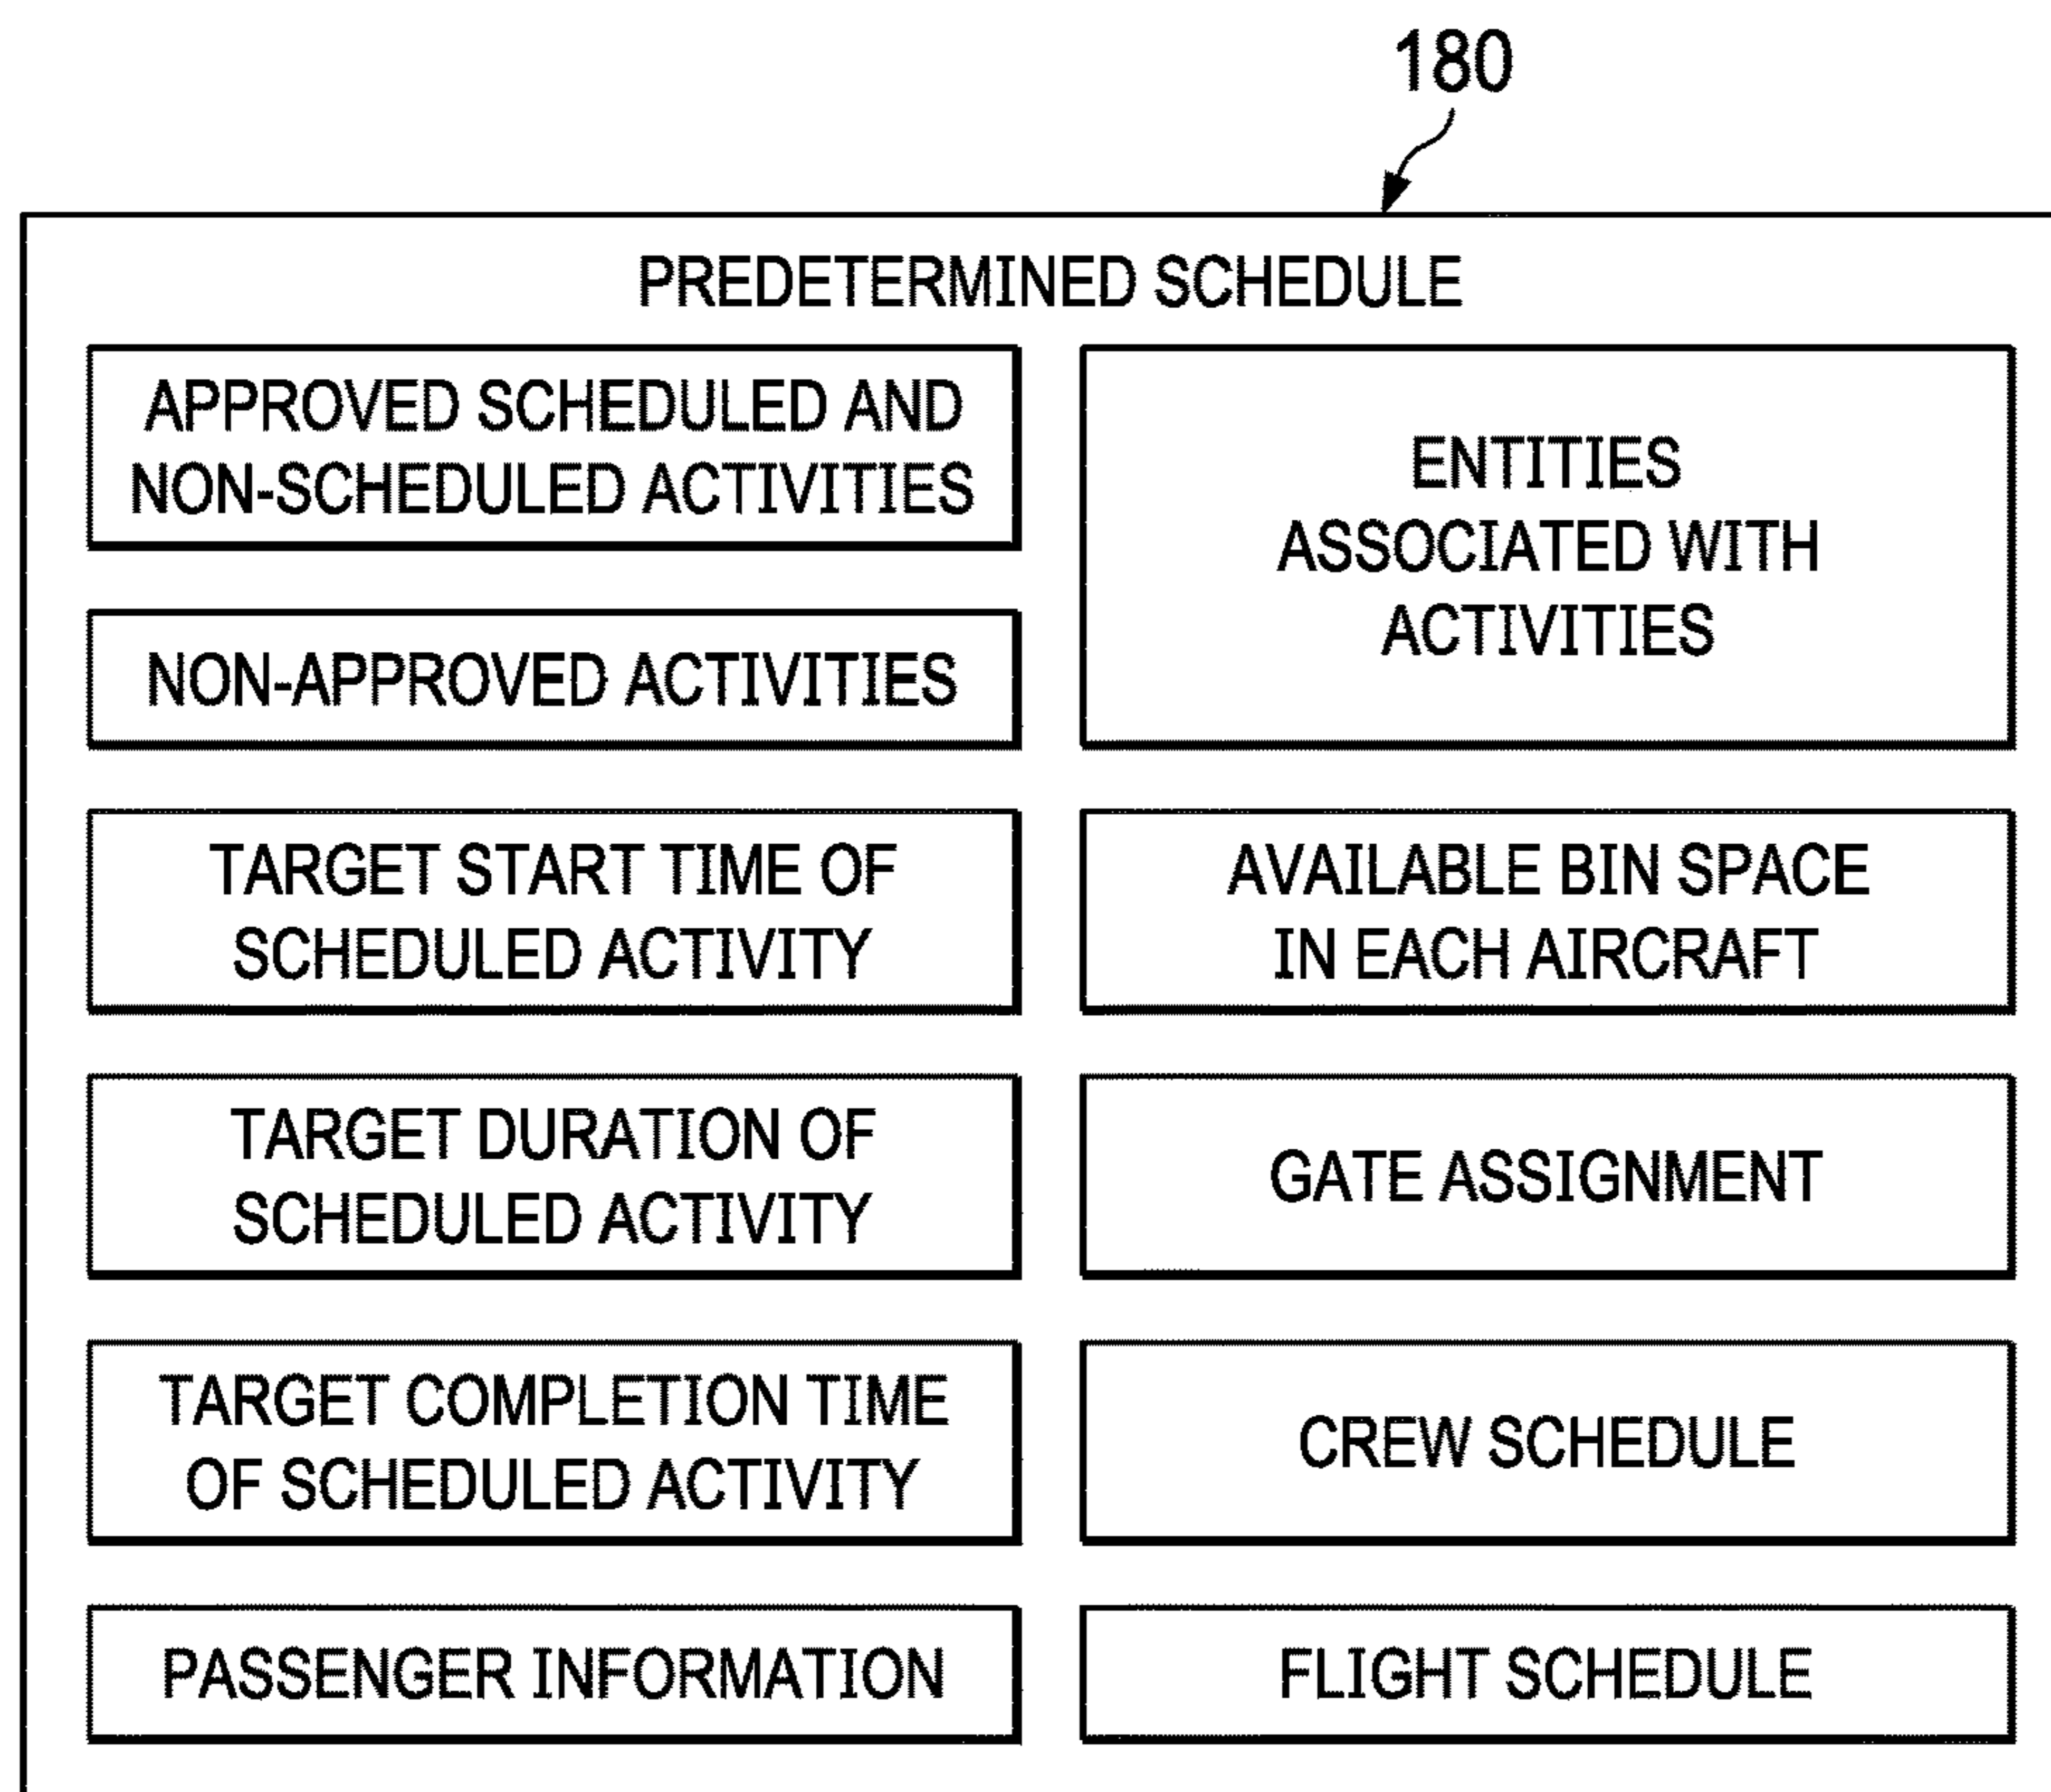 180
PREDETERMINED SCHEDULE
APPROVED SCHEDULED AND
NON-SCHEDULED ACTIVITIES
NON-APPROVED ACTIVITIES
TARGET START TIME OF
SCHEDULED ACTIVITY
TARGET DURATION OF
SCHEDULED ACTIVITY
TARGET COMPLETION TIME
OF SCHEDULED ACTIVITY
PASSENGER INFORMATION
ENTITIES
ASSOCIATED WITH
ACTIVITIES
AVAILABLE BIN SPACE
IN EACH AIRCRAFT
GATE ASSIGNMENT
CREW SCHEDULE
FLIGHT SCHEDULE